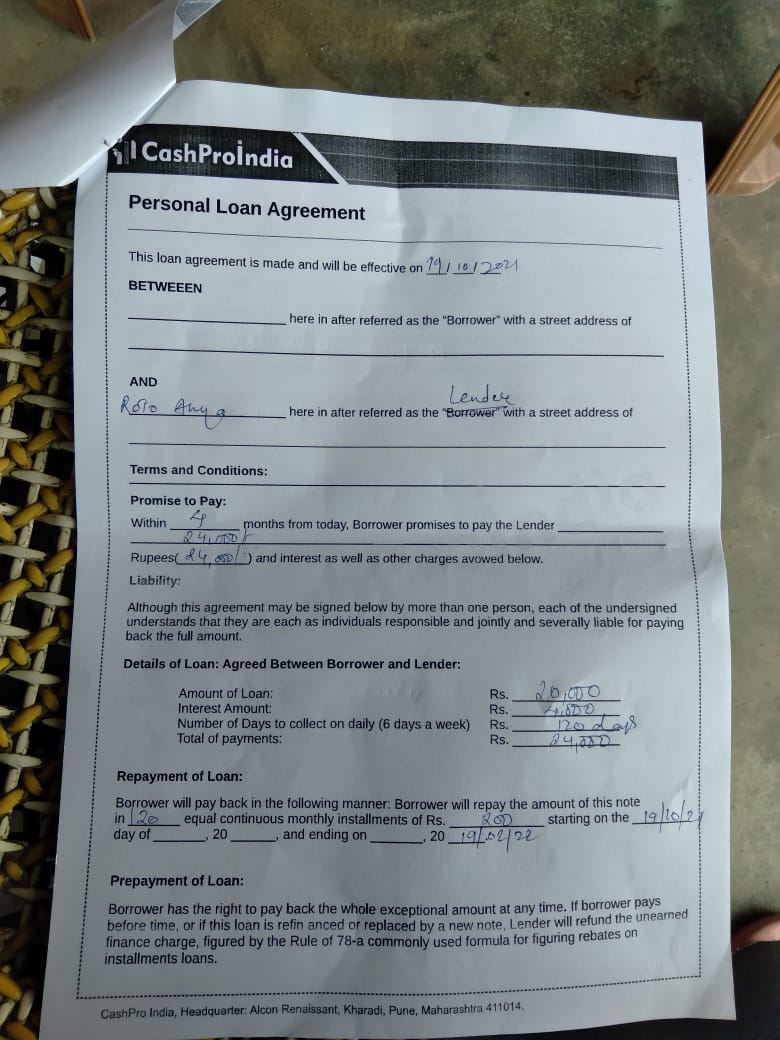 CashProIndia
Personal Loan Agreement
This loan agreement is made and will be effective on 19/10/2021
BETWEEEN
here in after referred as the "Borrower" with a street address of
AND
Lender
Roso Anya here in after referred as the "Borrower" with a street address of
Terms and Conditions:
Promise to Pay:
Within 4 months from today, Borrower promises to pay the Lender
24,000/-
Rupees( 24,000/- ) and interest as well as other charges avowed below.
Liability:
Although this agreement may be signed below by more than one person, each of the undersigned
understands that they are each as individuals responsible and jointly and severally liable for paying
back the full amount.
Details of Loan: Agreed Between Borrower and Lender:
Amount of Loan: Rs. 20,000
Interest Amount: Rs. 4,000
Number of Days to collect on daily (6 days a week) Rs. 120 days
Total of payments: Rs. 24,000
Repayment of Loan:
Borrower will pay back in the following manner: Borrower will repay the amount of this note
in 120 equal continuous monthly installments of Rs. 200 starting on the 19/10/21
day of , 20 , and ending on , 20 19/02/22
Prepayment of Loan:
Borrower has the right to pay back the whole exceptional amount at any time. If borrower pays
before time, or if this loan is refin anced or replaced by a new note, Lender will refund the unearned
finance charge, figured by the Rule of 78-a commonly used formula for figuring rebates on
installments loans.
CashPro India, Headquarter: Alcon Renaissant, Kharadi, Pune, Maharashtra 411014.